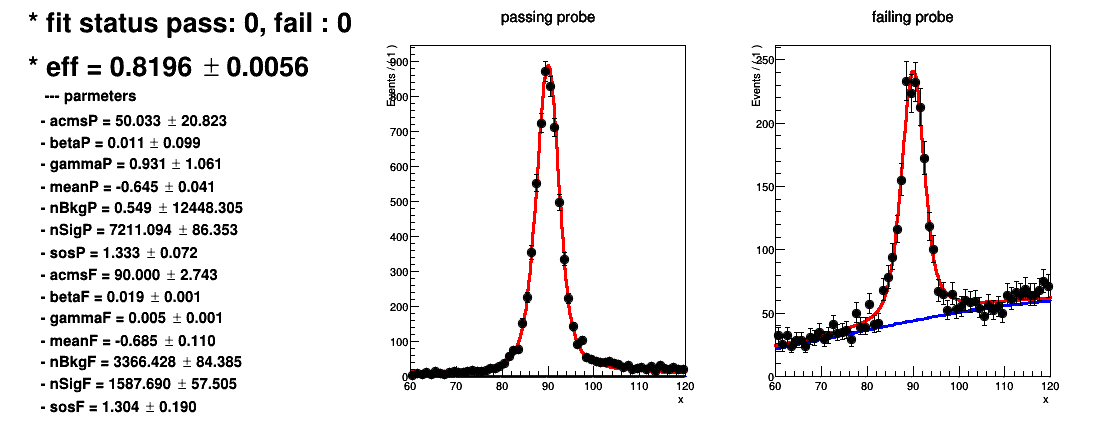 * fit status pass: 0, fail : 0
* eff = 0.8196 ± 0.0056
--- parmeters
- acmsP = 50.033 ± 20.823
- betaP = 0.011 ± 0.099
- gammaP = 0.931 ± 1.061
- meanP = -0.645 ± 0.041
- nBkgP = 0.549 ± 12448.305
- nSigP = 7211.094 ± 86.353
- sosP = 1.333 ± 0.072
- acmsF = 90.000 ± 2.743
- betaF = 0.019 ± 0.001
- gammaF = 0.005 ± 0.001
- meanF = -0.685 ± 0.110
- nBkgF = 3366.428 ± 84.385
- nSigF = 1587.690 ± 57.505
- sosF = 1.304 ± 0.190
passing probe
Events / ( 1 )
900
800
700
600
500
400
300
200
100
0
60 70 80 90 100 110 120
x
failing probe
Events / ( 1 )
250
200
150
100
50
0
60 70 80 90 100 110 120
x